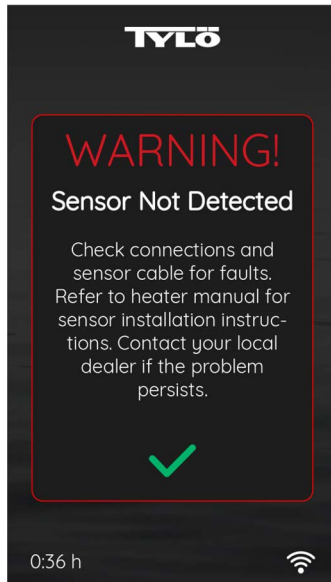 TYLÖ
WARNING!
Sensor Not Detected
Check connections and
sensor cable for faults.
Refer to heater manual for
sensor installation instruc-
tions. Contact your local
dealer if the problem
persists.
0:36 h